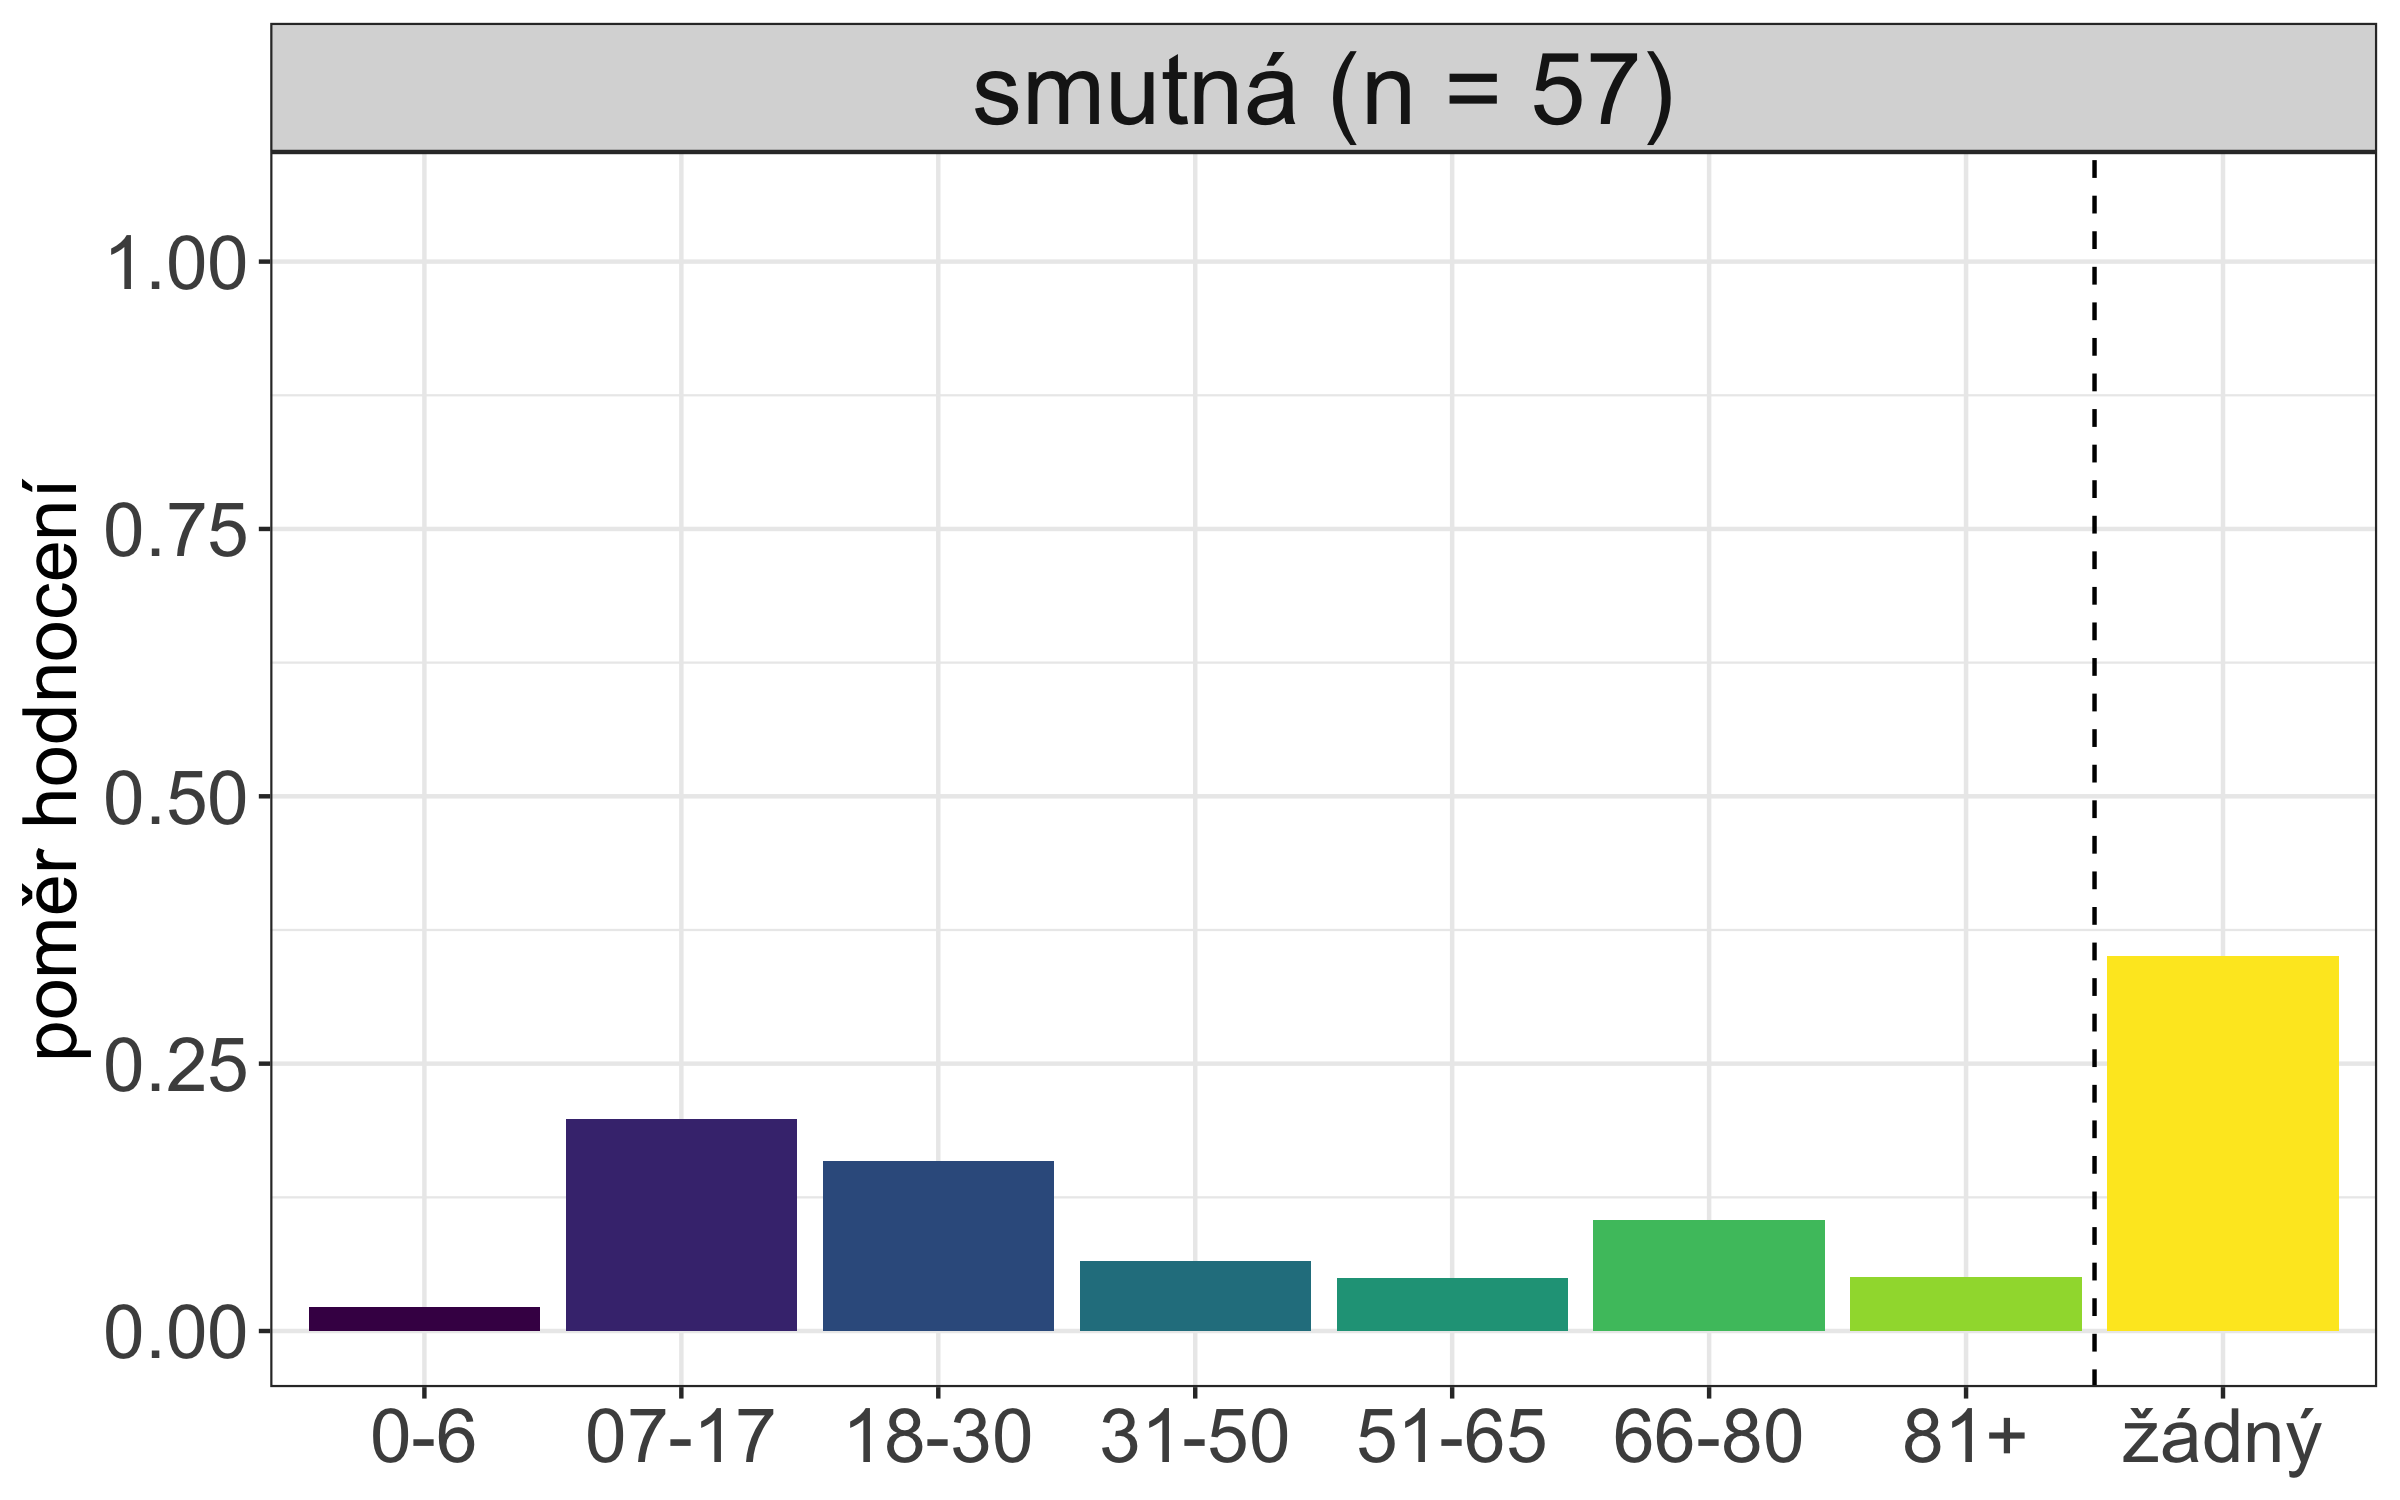 smutná (n = 57)
poměr hodnocení
1.00
0.75
0.50
0.25
0.00
0-6 07-17 18-30 31-50 51-65 66-80 81+ žádný